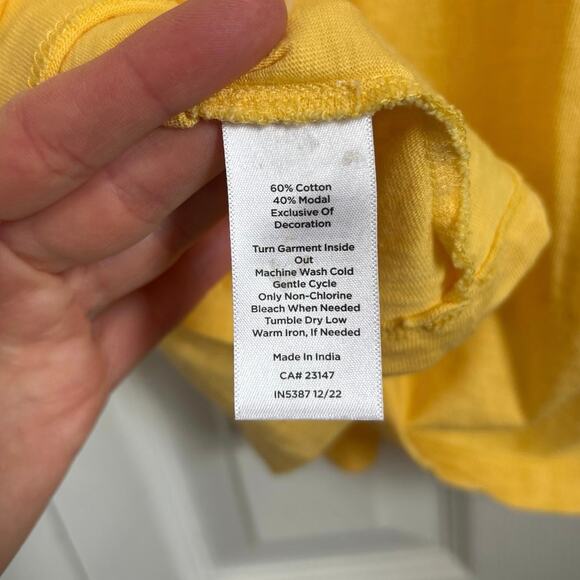 60% Cotton
40% Modal
Exclusive Of
Decoration
Turn Garment Inside
Out
Machine Wash Cold
Gentle Cycle
Only Non-Chlorine
Bleach When Needed
Tumble Dry Low
Warm Iron, If Needed
Made In India
CA# 23147
IN5387 12/22